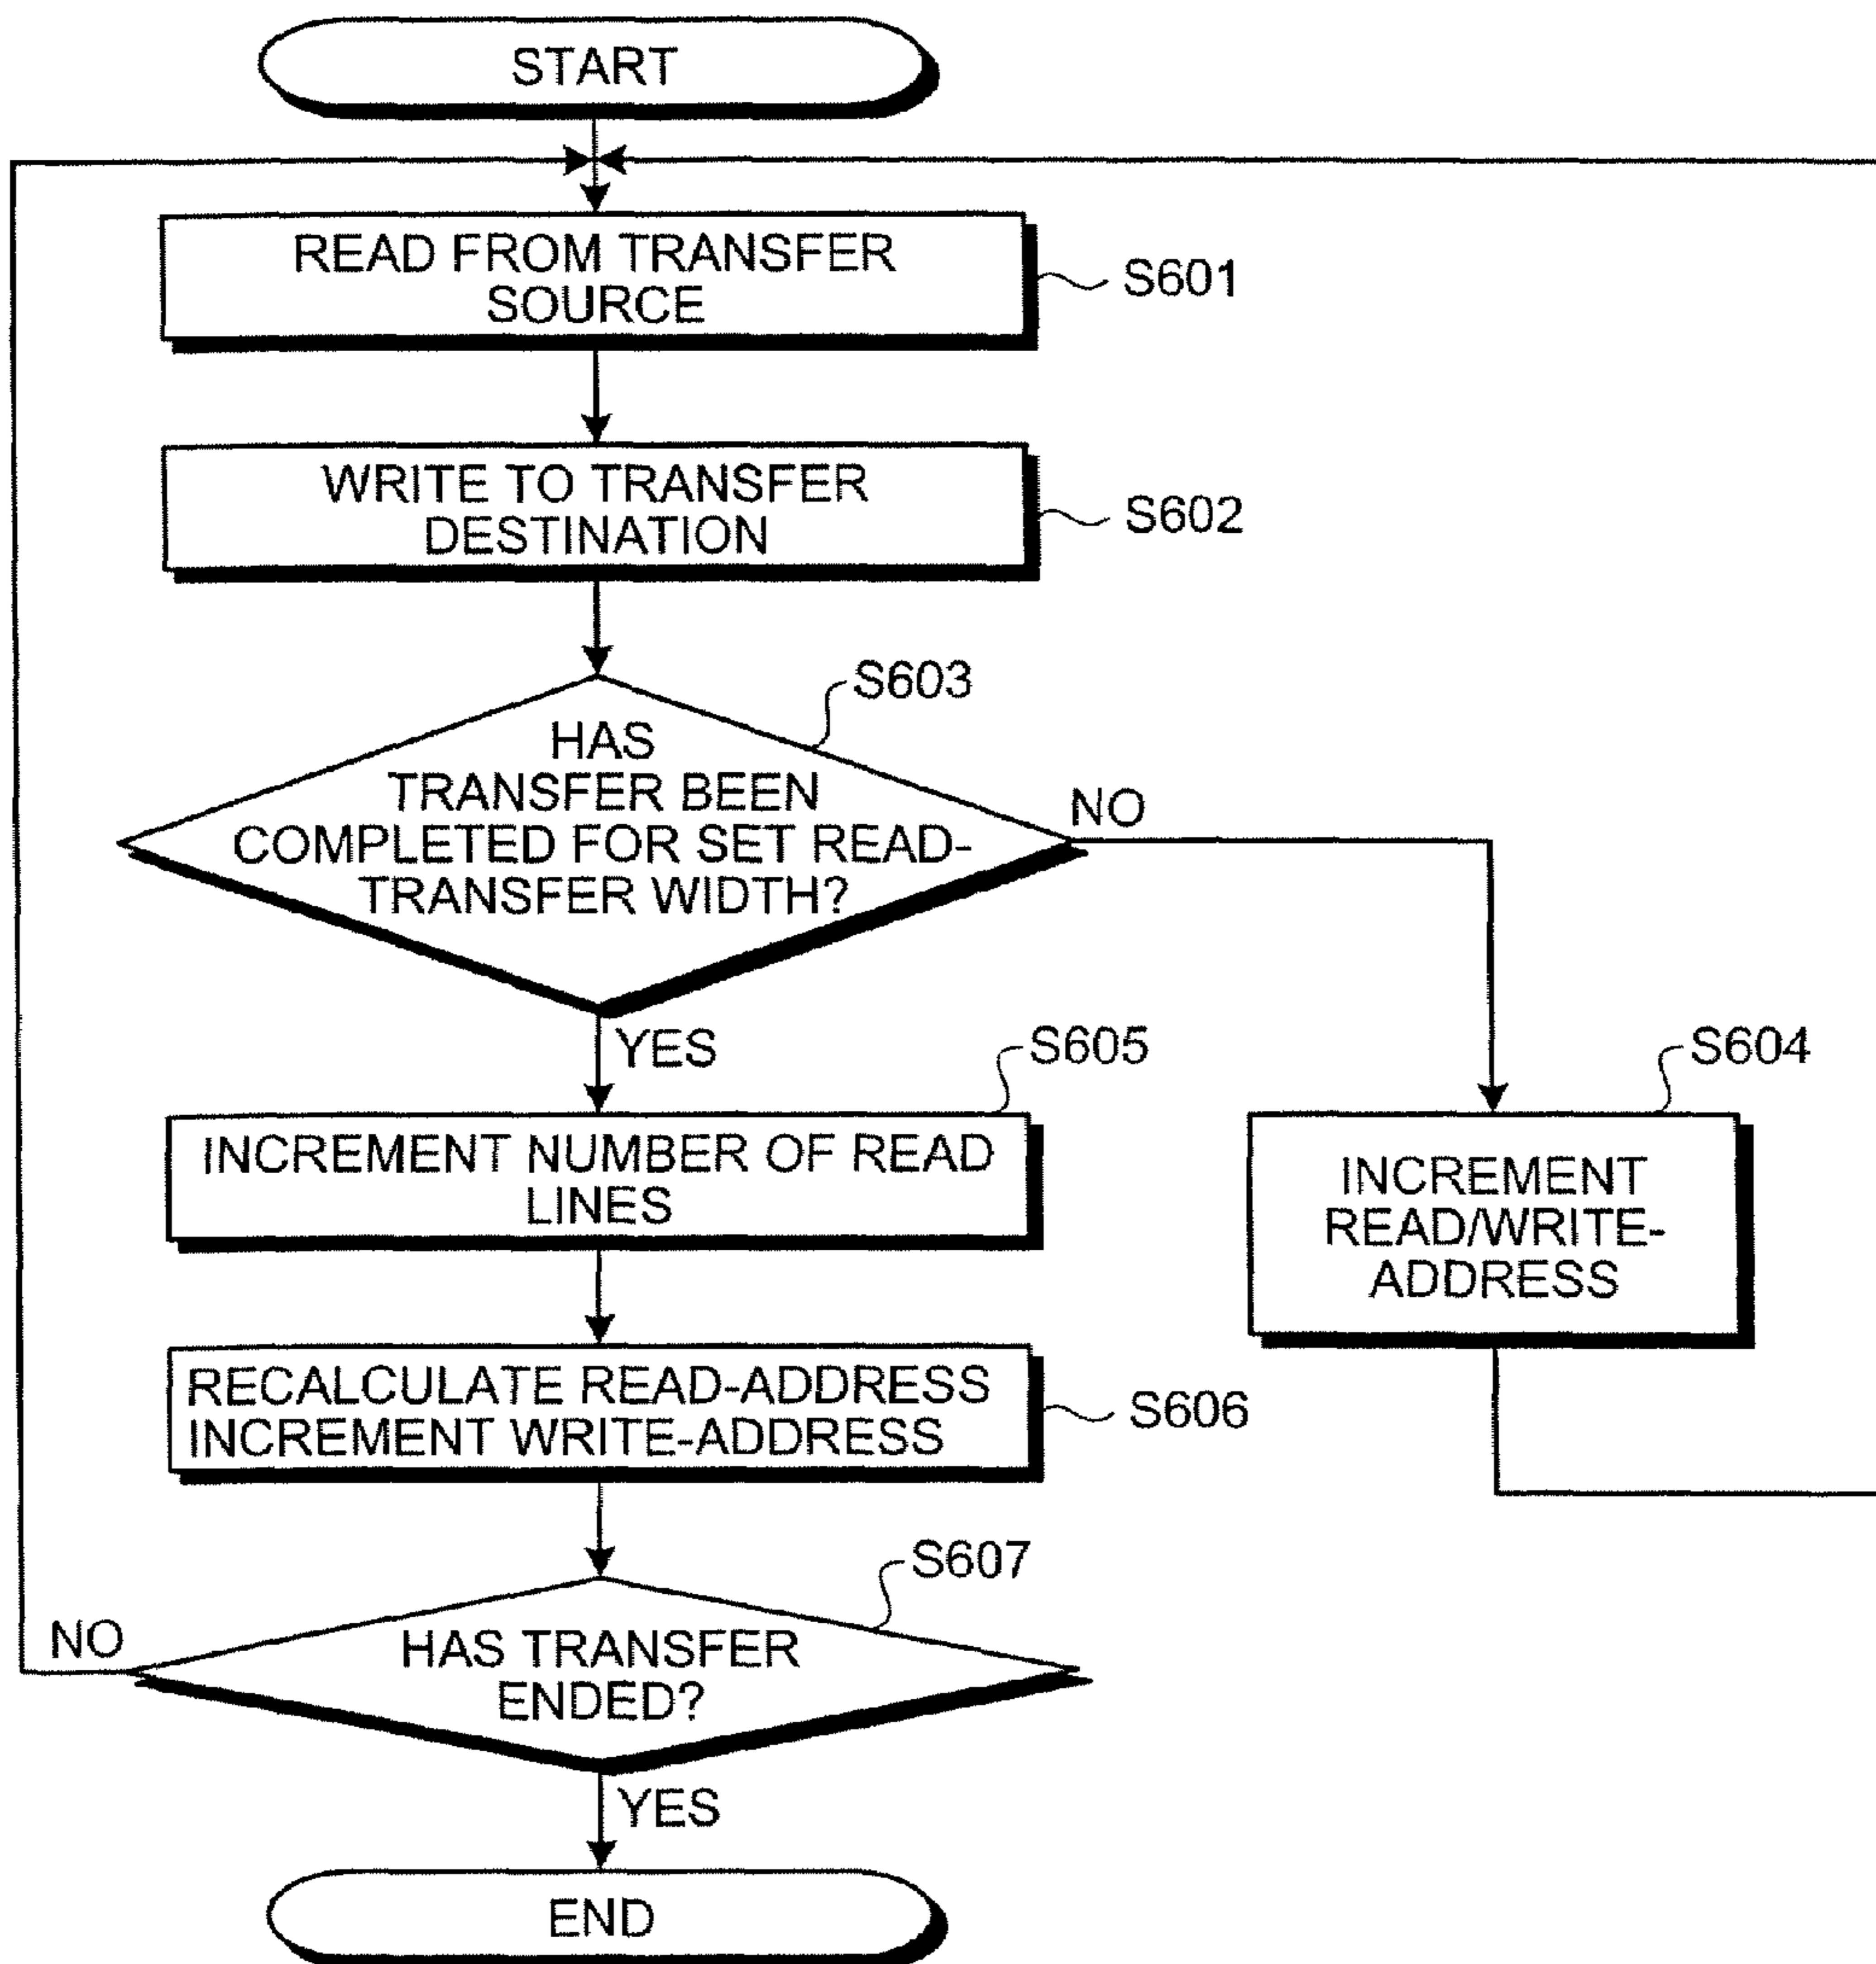 START
READ FROM TRANSFER
SOURCE
S601
WRITE TO TRANSFER
DESTINATION
S602
S603
HAS
TRANSFER BEEN
COMPLETED FOR SET READ-
TRANSFER WIDTH?
NO
YES
S605
S604
INCREMENT NUMBER OF READ
LINES
INCREMENT
READ/WRITE-
ADDRESS
RECALCULATE READ-ADDRESS
INCREMENT WRITE-ADDRESS
S606
S607
NO
HAS TRANSFER
ENDED?
YES
END